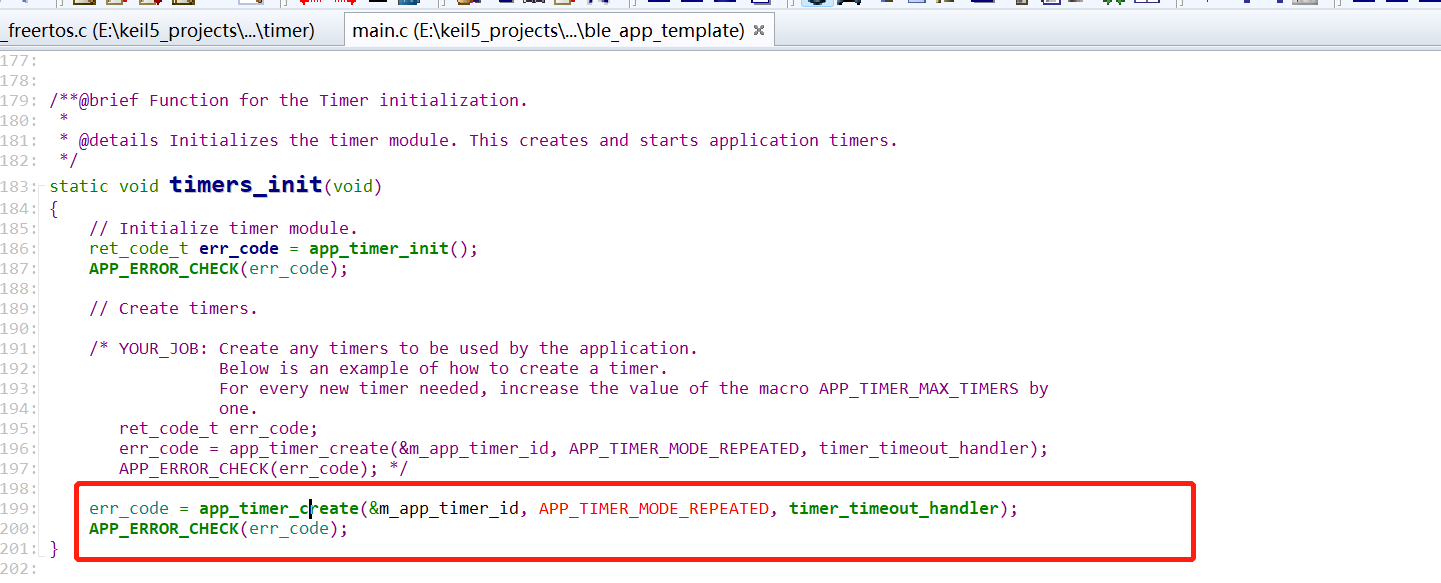 _freertos.c (E:\keil5_projects\...\timer) main.c (E:\keil5_projects\...\ble_app_template)
177:
178:
179: /**@brief Function for the Timer initialization.
180:  *
181:  * @details Initializes the timer module. This creates and starts application timers.
182:  */
183: static void timers_init(void)
184: {
185:     // Initialize timer module.
186:     ret_code_t err_code = app_timer_init();
187:     APP_ERROR_CHECK(err_code);
188:
189:     // Create timers.
190:
191:     /* YOUR_JOB: Create any timers to be used by the application.
192:                  Below is an example of how to create a timer.
193:                  For every new timer needed, increase the value of the macro APP_TIMER_MAX_TIMERS by
194:                  one.
195:        ret_code_t err_code;
196:        err_code = app_timer_create(&m_app_timer_id, APP_TIMER_MODE_REPEATED, timer_timeout_handler);
197:        APP_ERROR_CHECK(err_code); */
198:
199:     err_code = app_timer_create(&m_app_timer_id, APP_TIMER_MODE_REPEATED, timer_timeout_handler);
200:     APP_ERROR_CHECK(err_code);
201: }
202: